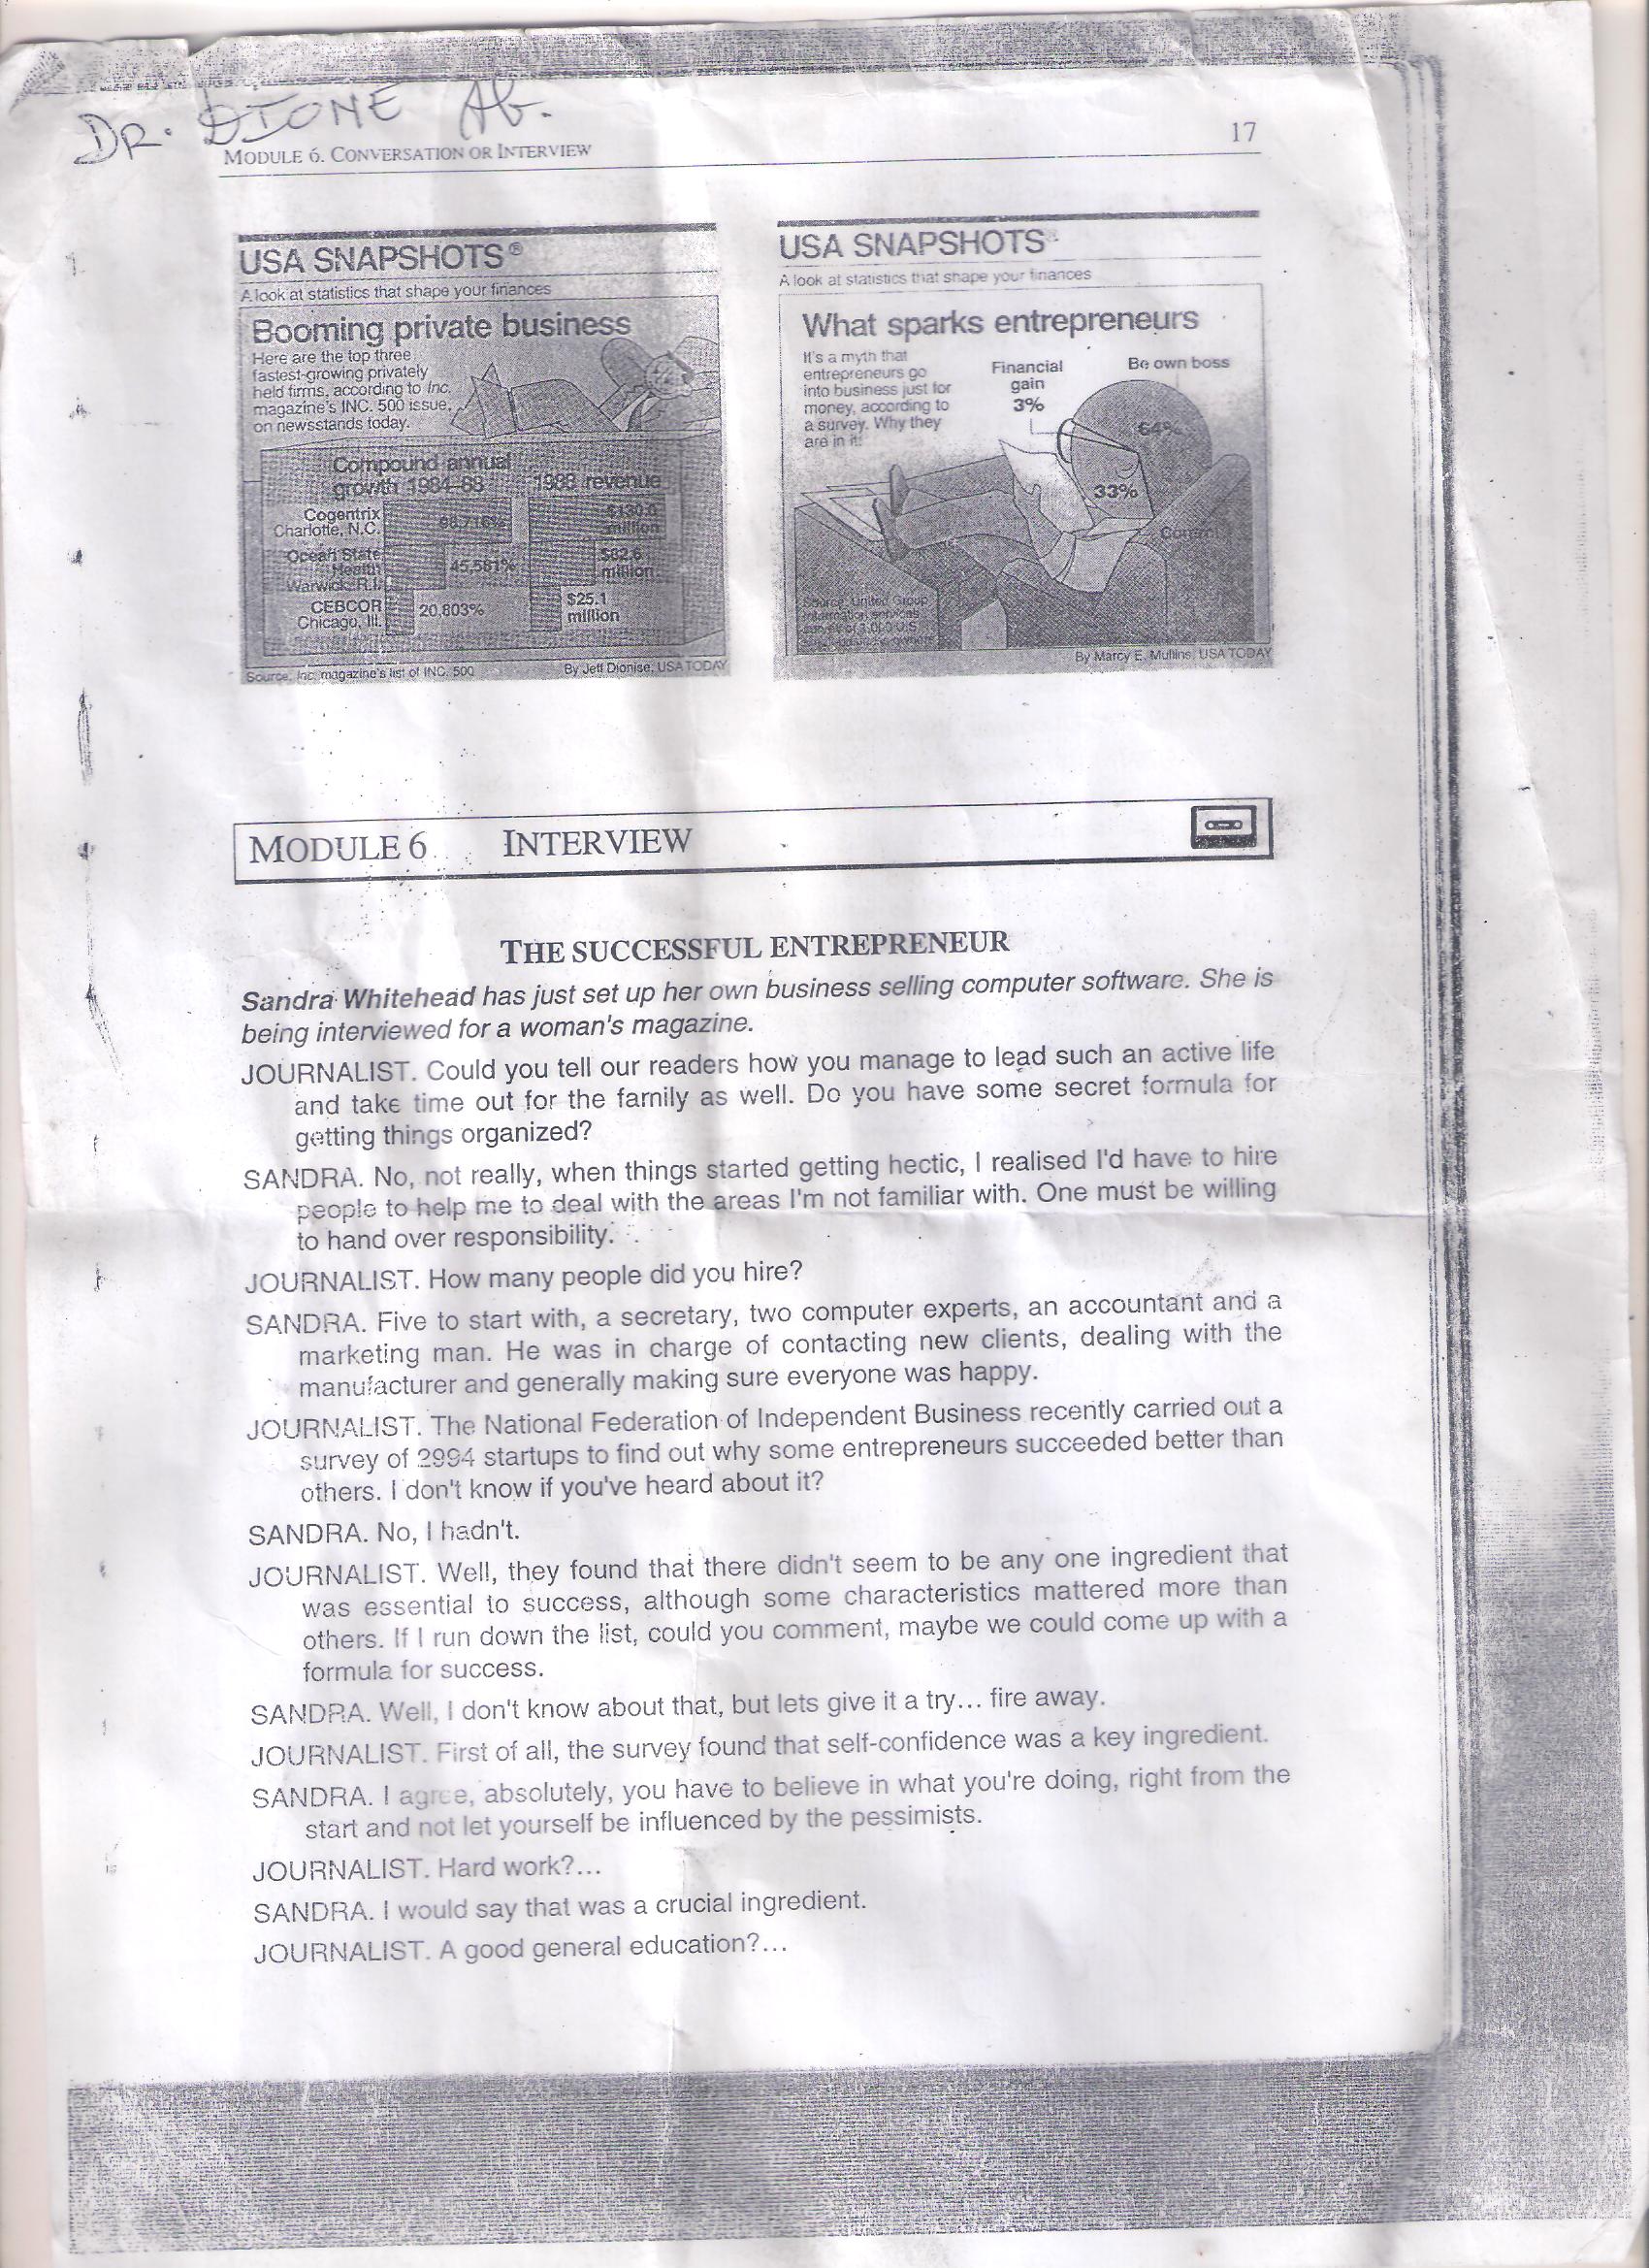 DR. DIONE AB.
MODULE 6. CONVERSATION OR INTERVIEW
17
USA SNAPSHOTS®
A look at statistics that shape your finances
Booming private business
Here are the top three
fastest-growing privately
held firms, according to Inc.
magazine's INC. 500 issue,
on newsstands today.
Compound annual
growth 1984-88
1988 revenue
Cogentrix
Charlotte, N.C.
million
Ocean State
Health
Warwick, R.I.
45,581%
$82.6
million
CEBCOR
Chicago, Ill.
20,803%
$25.1
million
Source: Inc. magazine's list of INC. 500
By Jeff Dionise, USA TODAY
USA SNAPSHOTS
A look at statistics that shape your finances
What sparks entrepreneurs
It's a myth that
entrepreneurs go
into business just for
money, according to
a survey. Why they
are in it:
Financial
gain
3%
Be own boss
64%
33%
Control
Source: United Group
By Marcy E. Mullins, USA TODAY
MODULE 6 INTERVIEW
THE SUCCESSFUL ENTREPRENEUR
Sandra Whitehead has just set up her own business selling computer software. She is
being interviewed for a woman's magazine.
JOURNALIST. Could you tell our readers how you manage to lead such an active life
and take time out for the family as well. Do you have some secret formula for
getting things organized?
SANDRA. No, not really, when things started getting hectic, I realised I'd have to hire
people to help me to deal with the areas I'm not familiar with. One must be willing
to hand over responsibility.
JOURNALIST. How many people did you hire?
SANDRA. Five to start with, a secretary, two computer experts, an accountant and a
marketing man. He was in charge of contacting new clients, dealing with the
manufacturer and generally making sure everyone was happy.
JOURNALIST. The National Federation of Independent Business recently carried out a
survey of 2994 startups to find out why some entrepreneurs succeeded better than
others. I don't know if you've heard about it?
SANDRA. No, I hadn't.
JOURNALIST. Well, they found that there didn't seem to be any one ingredient that
was essential to success, although some characteristics mattered more than
others. If I run down the list, could you comment, maybe we could come up with a
formula for success.
SANDRA. Well, I don't know about that, but lets give it a try... fire away.
JOURNALIST. First of all, the survey found that self-confidence was a key ingredient.
SANDRA. I agree, absolutely, you have to believe in what you're doing, right from the
start and not let yourself be influenced by the pessimists.
JOURNALIST. Hard work?...
SANDRA. I would say that was a crucial ingredient.
JOURNALIST. A good general education?...